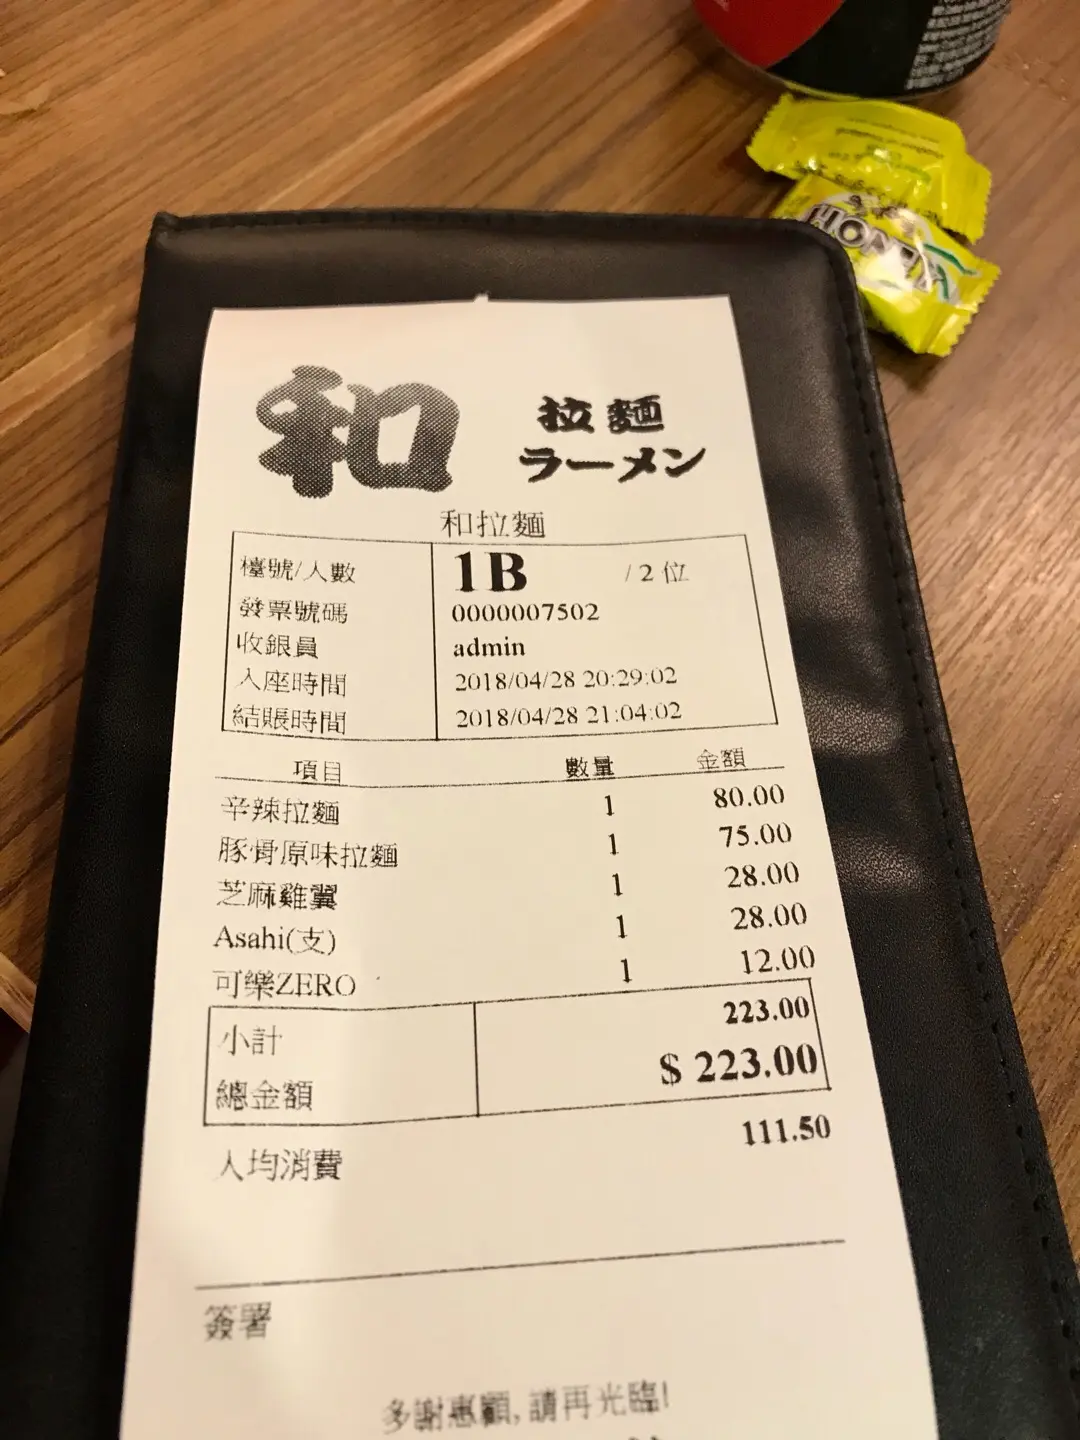 HONEY
LEMON
和
拉麵
ラーメン
和拉麵
檯號/人數 1B / 2 位
發票號碼 0000007502
收銀員 admin
入座時間 2018/04/28 20:29:02
結賬時間 2018/04/28 21:04:02
項目 數量 金額
辛辣拉麵 1 80.00
豚骨原味拉麵 1 75.00
芝麻雞翼 1 28.00
Asahi(支) 1 28.00
可樂ZERO 1 12.00
小計 223.00
總金額 $ 223.00
人均消費 111.50
簽署
多謝惠顧, 請再光臨!